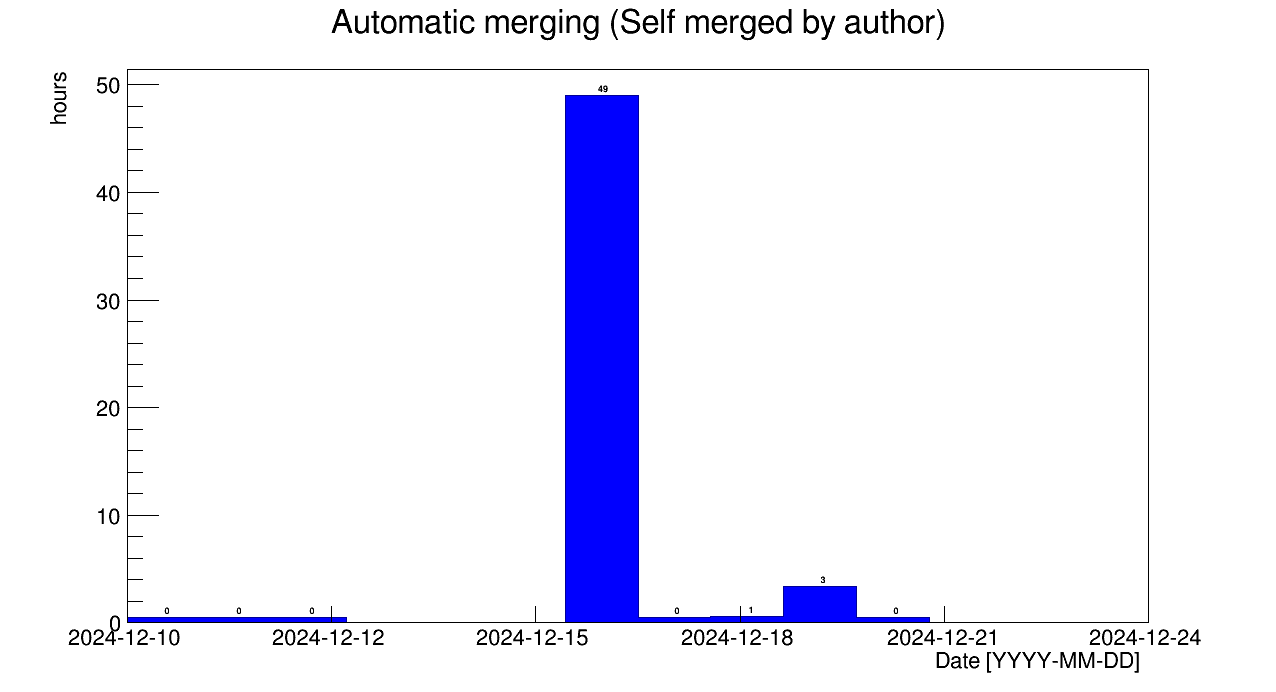 Automatic merging (Self merged by author)
hours
50
40
30
20
10
0
49
0 0 0 0 1 3 0
2024-12-10 2024-12-12 2024-12-15 2024-12-18 2024-12-21 2024-12-24
Date [YYYY-MM-DD]